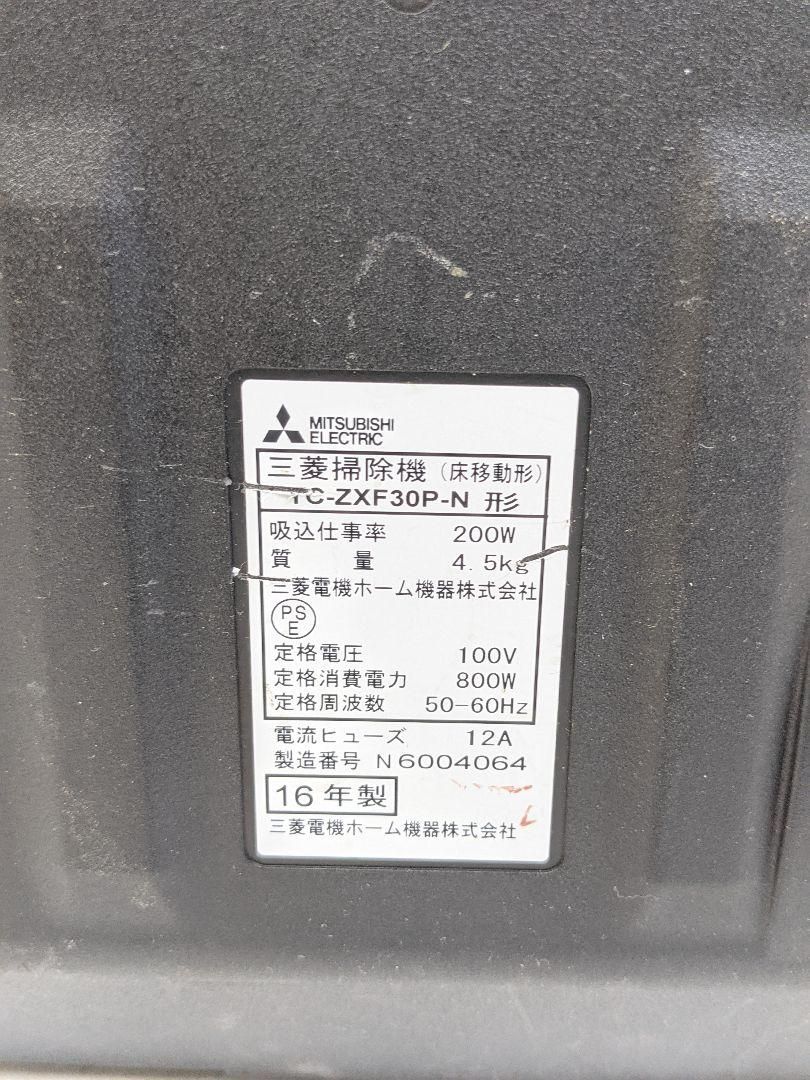 MITSUBISHI
ELECTRIC
三菱掃除機（床移動形）
TC-ZXF30P-N 形
吸込仕事率 200W
質量 4.5kg
三菱電機ホーム機器株式会社
PS
E
定格電圧 100V
定格消費電力 800W
定格周波数 50-60Hz
電流ヒューズ 12A
製造番号 N6004064
16年製
三菱電機ホーム機器株式会社